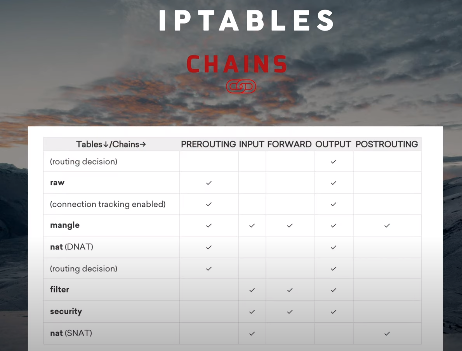 IPTABLES
CHAINS
Tables↓/Chains→ PREROUTING INPUT FORWARD OUTPUT POSTROUTING
(routing decision) ✓
raw ✓ ✓
(connection tracking enabled) ✓ ✓
mangle ✓ ✓ ✓ ✓ ✓
nat (DNAT) ✓ ✓
(routing decision) ✓ ✓
filter ✓ ✓ ✓
security ✓ ✓ ✓
nat (SNAT) ✓ ✓